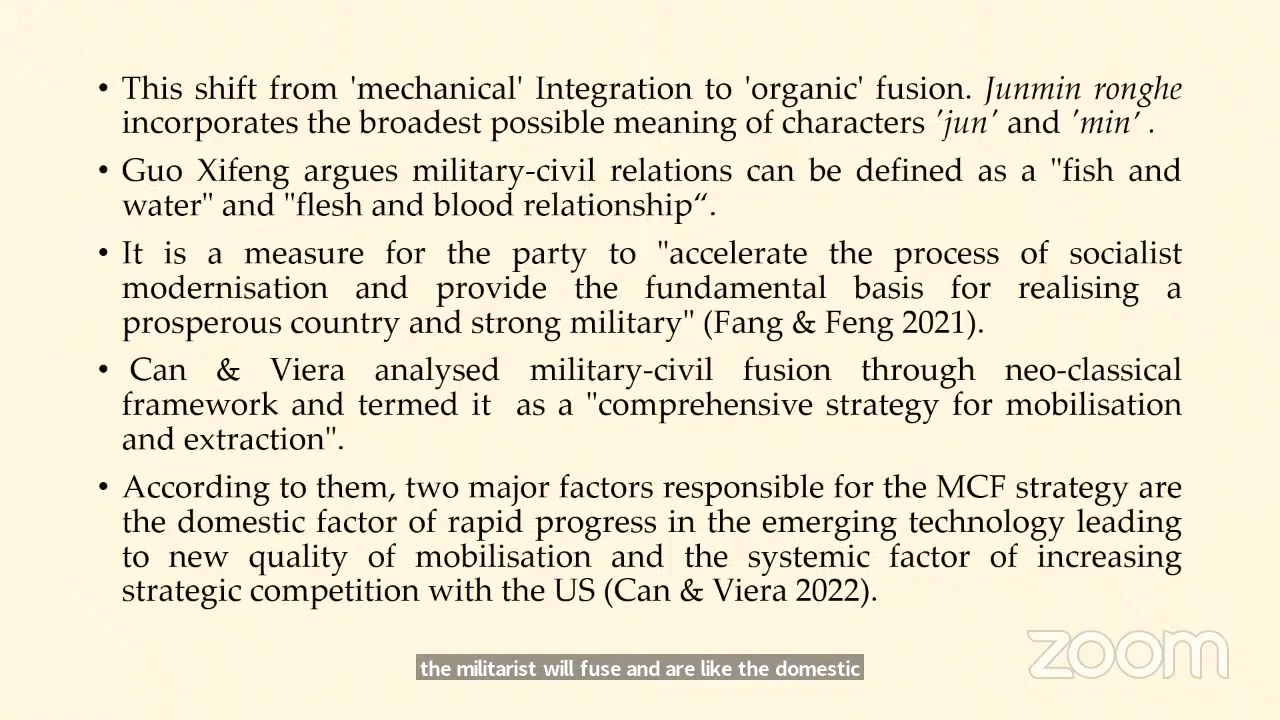 • This shift from 'mechanical' Integration to 'organic' fusion. Junmin ronghe
incorporates the broadest possible meaning of characters 'jun' and 'min' .
• Guo Xifeng argues military-civil relations can be defined as a "fish and
water" and "flesh and blood relationship“.
• It is a measure for the party to "accelerate the process of socialist
modernisation and provide the fundamental basis for realising a
prosperous country and strong military" (Fang & Feng 2021).
• Can & Viera analysed military-civil fusion through neo-classical
framework and termed it as a "comprehensive strategy for mobilisation
and extraction".
• According to them, two major factors responsible for the MCF strategy are
the domestic factor of rapid progress in the emerging technology leading
to new quality of mobilisation and the systemic factor of increasing
strategic competition with the US (Can & Viera 2022).
the militarist will fuse and are like the domestic
zoom